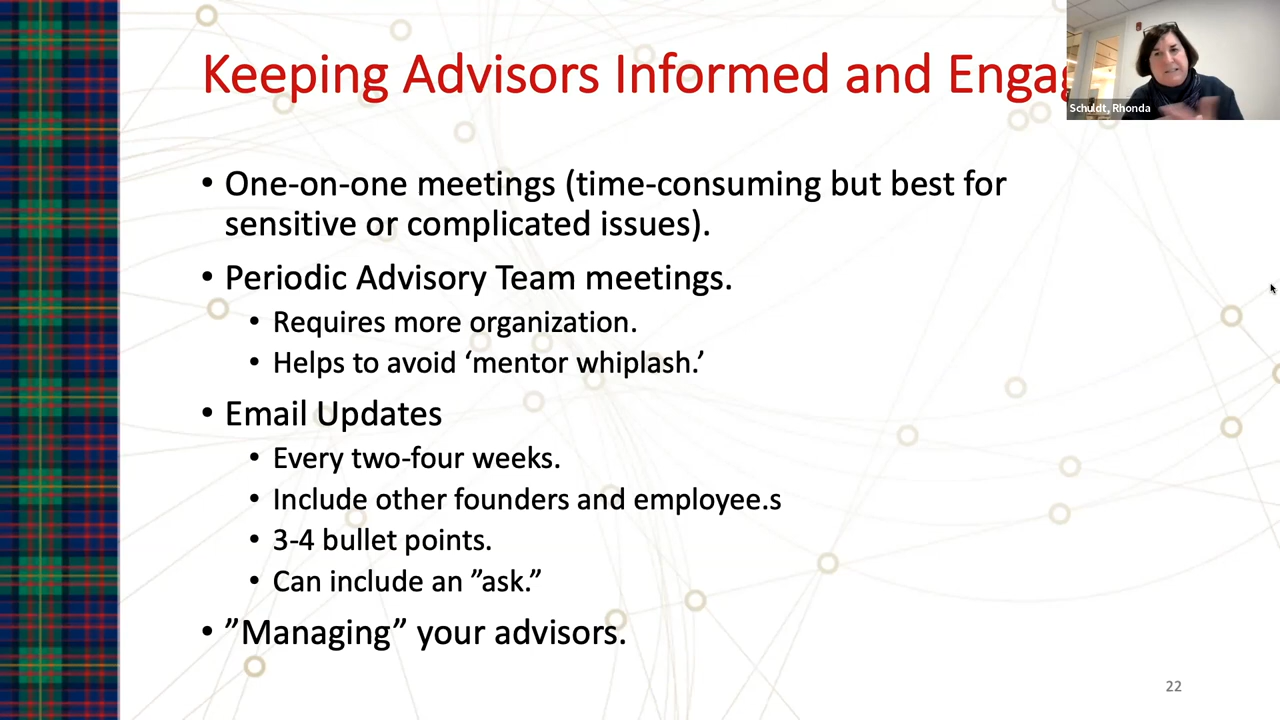 Keeping Advisors Informed and Engag
Schuldt, Rhonda
• One-on-one meetings (time-consuming but best for
sensitive or complicated issues).
• Periodic Advisory Team meetings.
• Requires more organization.
• Helps to avoid ‘mentor whiplash.’
• Email Updates
• Every two-four weeks.
• Include other founders and employee.s
• 3-4 bullet points.
• Can include an ”ask.”
• ”Managing” your advisors.
22